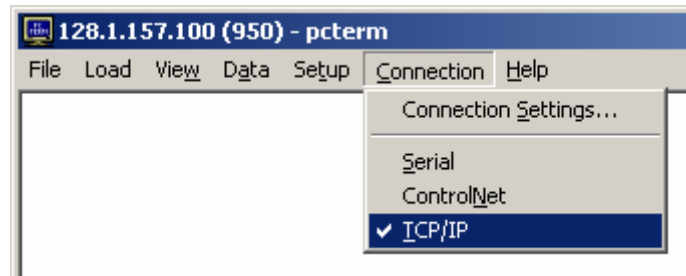 128.1.157.100 (950) - pcterm
File Load View Data Setup Connection Help
Connection Settings...
Serial
ControlNet
TCP/IP